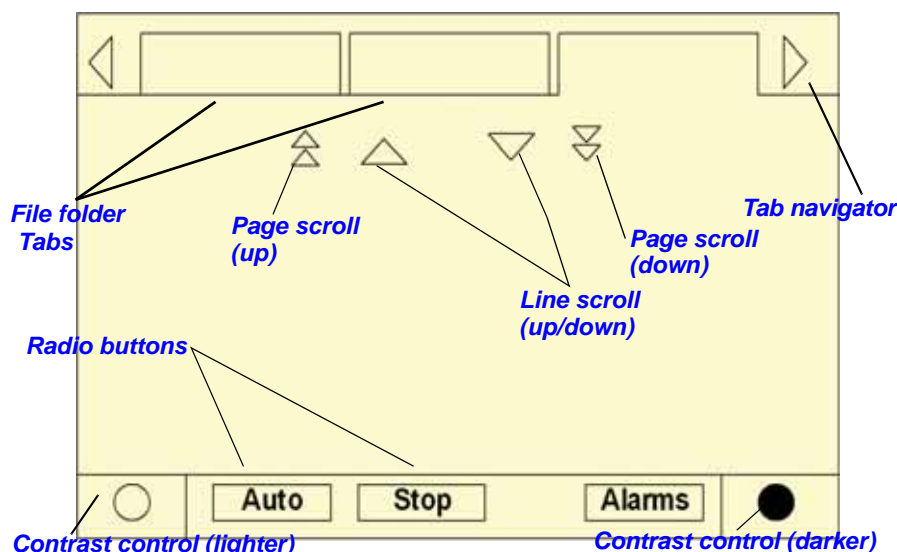 File folder
Tabs
Page scroll
(up)
Page scroll
(down)
Tab navigator
Line scroll
(up/down)
Radio buttons
Auto
Stop
Alarms
Contrast control (lighter)
Contrast control (darker)